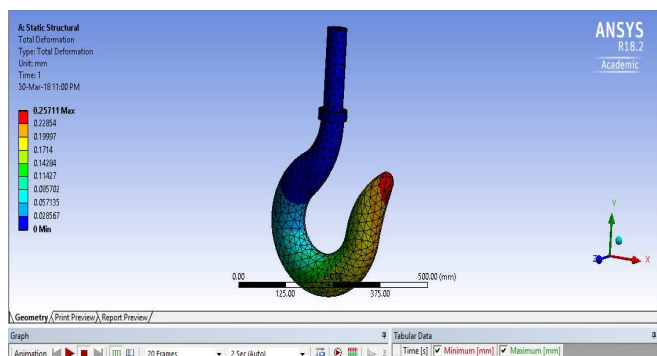 A: Static Structural
Total Deformation
Type: Total Deformation
Unit: mm
Time: 1
30-Mar-18 11:00 PM
0.25711 Max
0.22854
0.19997
0.1714
0.14284
0.11427
0.085702
0.057135
0.028567
0 Min
ANSYS
R18.2
Academic
Y
Z
X
0.00
500.00 (mm)
125.00
375.00
Geometry / Print Preview / Report Preview /
Graph
Tabular Data
Animation
20 Frames
2 Sec (Auto)
3
Time [s]
Minimum [mm]
Maximum [mm]